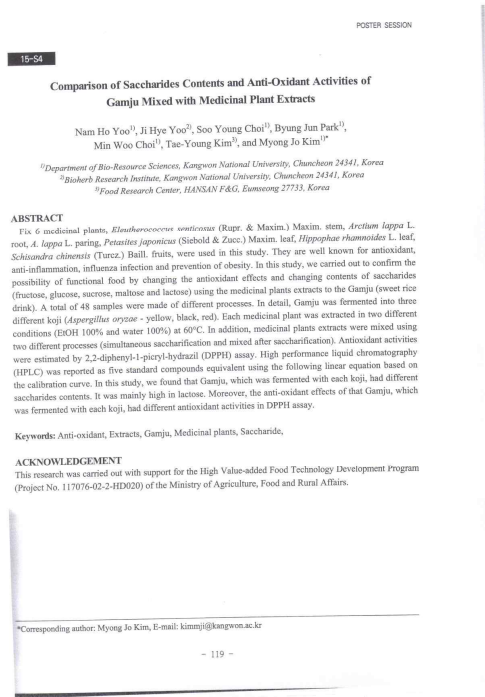 POSTER SESSION
15-S4
Comparison of Saccharides Contents and Anti-Oxidant Activities of
Gamju Mixed with Medicinal Plant Extracts
Nam Ho Yoo1), Ji Hye Yoo2), Soo Young Choi1), Byung Jun Park1),
Min Woo Choi1), Tae-Young Kim3), and Myong Jo Kim1)*
1)Department of Bio-Resource Sciences, Kangwon National University, Chuncheon 24341, Korea
2)Bioherb Research Institute, Kangwon National University, Chuncheon 24341, Korea
3)Food Research Center, HANSAN F&G, Eumseong 27733, Korea
ABSTRACT
Fix 6 medicinal plants, Eleutherococcus senticosus (Rupr. & Maxim.) Maxim. stem, Arctium lappa L.
root, A. lappa L. paring, Petasites japonicus (Siebold & Zucc.) Maxim. leaf, Hippophae rhamnoides L. leaf,
Schisandra chinensis (Turcz.) Baill. fruits, were used in this study. They are well known for antioxidant,
anti-inflammation, influenza infection and prevention of obesity. In this study, we carried out to confirm the
possibility of functional food by changing the antioxidant effects and changing contents of saccharides
(fructose, glucose, sucrose, maltose and lactose) using the medicinal plants extracts to the Gamju (sweet rice
drink). A total of 48 samples were made of different processes. In detail, Gamju was fermented into three
different koji (Aspergillus oryzae - yellow, black, red). Each medicinal plant was extracted in two different
conditions (EtOH 100% and water 100%) at 60°C. In addition, medicinal plants extracts were mixed using
two different processes (simultaneous saccharification and mixed after saccharification). Antioxidant activities
were estimated by 2,2-diphenyl-1-picryl-hydrazil (DPPH) assay. High performance liquid chromatography
(HPLC) was reported as five standard compounds equivalent using the following linear equation based on
the calibration curve. In this study, we found that Gamju, which was fermented with each koji, had different
saccharides contents. It was mainly high in lactose. Moreover, the anti-oxidant effects of that Gamju, which
was fermented with each koji, had different antioxidant activities in DPPH assay.
Keywords: Anti-oxidant, Extracts, Gamju, Medicinal plants, Saccharide,
ACKNOWLEDGEMENT
This research was carried out with support for the High Value-added Food Technology Development Program
(Project No. 117076-02-2-HD020) of the Ministry of Agriculture, Food and Rural Affairs.
*Corresponding author: Myong Jo Kim, E-mail: kimmji@kangwon.ac.kr
- 119 -